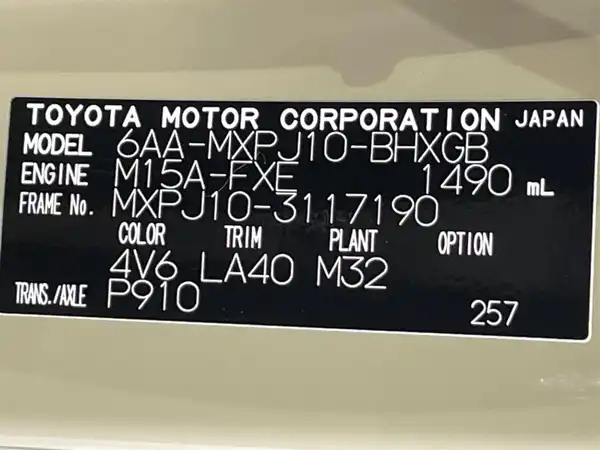 TOYOTA MOTOR CORPORATION JAPAN
MODEL 6AA-MXPJ10-BHXGB
ENGINE M15A-FXE 1490 mL
FRAME No. MXPJ10-3117190
COLOR TRIM PLANT OPTION
4V6 LA40 M32
TRANS./AXLE P910 257